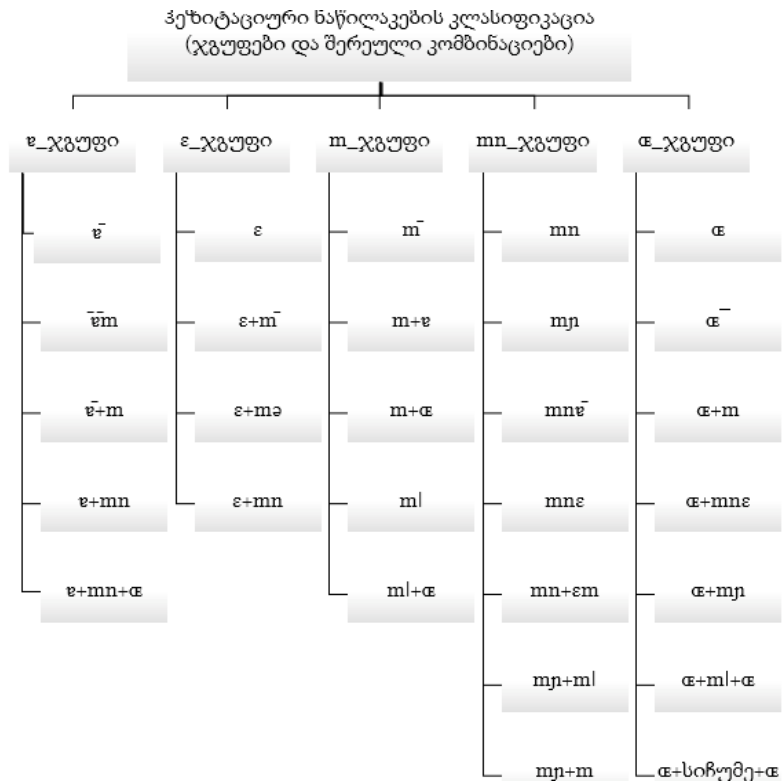 ჰეზიტაციური ნაწილაკების კლასიფიკაცია
(ჯგუფები და შერეული კომბინაციები)
ɐ_ჯგუფი
ɐ̄
ɐ̄m̄
ɐ̄+m
ɐ+mn
ɐ+mn+ɶ
ɛ_ჯგუფი
ɛ
ɛ+m̄
ɛ+mə
ɛ+mn
m_ჯგუფი
m̄
m+ɐ
m+ɶ
m|
m|+ɶ
mn_ჯგუფი
mn
mɲ
mnɐ̄
mnɛ
mn+ɛm
mɲ+m|
mɲ+m
ɶ_ჯგუფი
ɶ
ɶ̄
ɶ+m
ɶ+mnɛ
ɶ+mɲ
ɶ+m|+ɶ
ɶ+სიჩუმე+ɶ